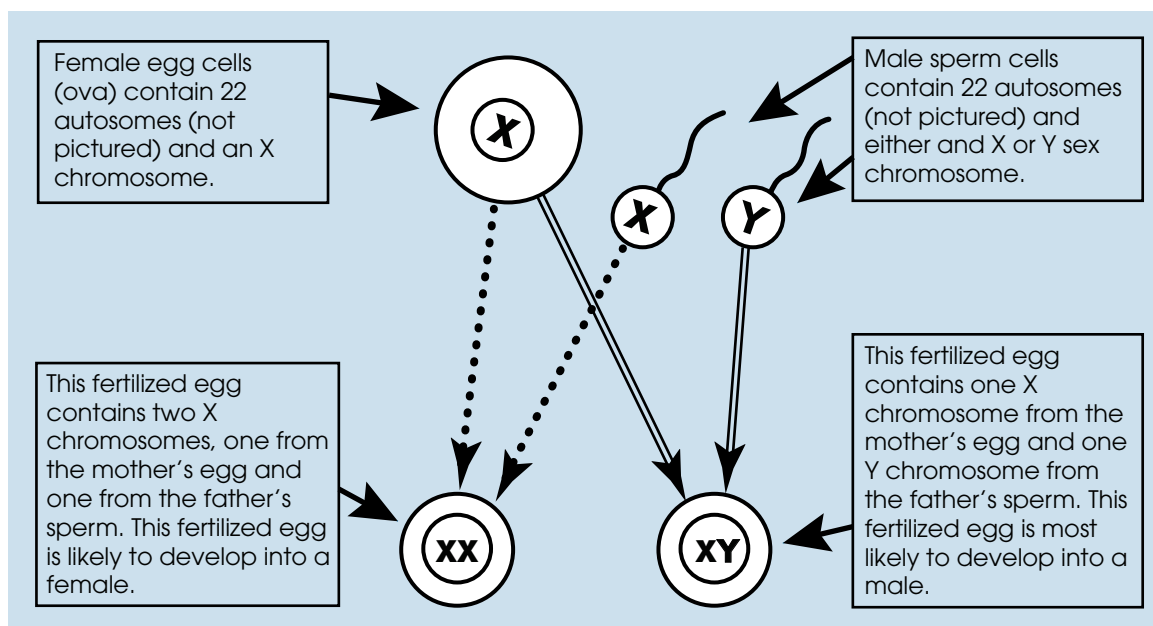 Female egg cells
(ova) contain 22
autosomes (not
pictured) and an X
chromosome.
X
Male sperm cells
contain 22 autosomes
(not pictured) and
either and X or Y sex
chromosome.
X
Y
This fertilized egg
contains two X
chromosomes, one from
the mother's egg and
one from the father's
sperm. This fertilized egg
is likely to develop into a
female.
XX
XY
This fertilized egg
contains one X
chromosome from the
mother's egg and one
Y chromosome from
the father's sperm. This
fertilized egg is most
likely to develop into a
male.